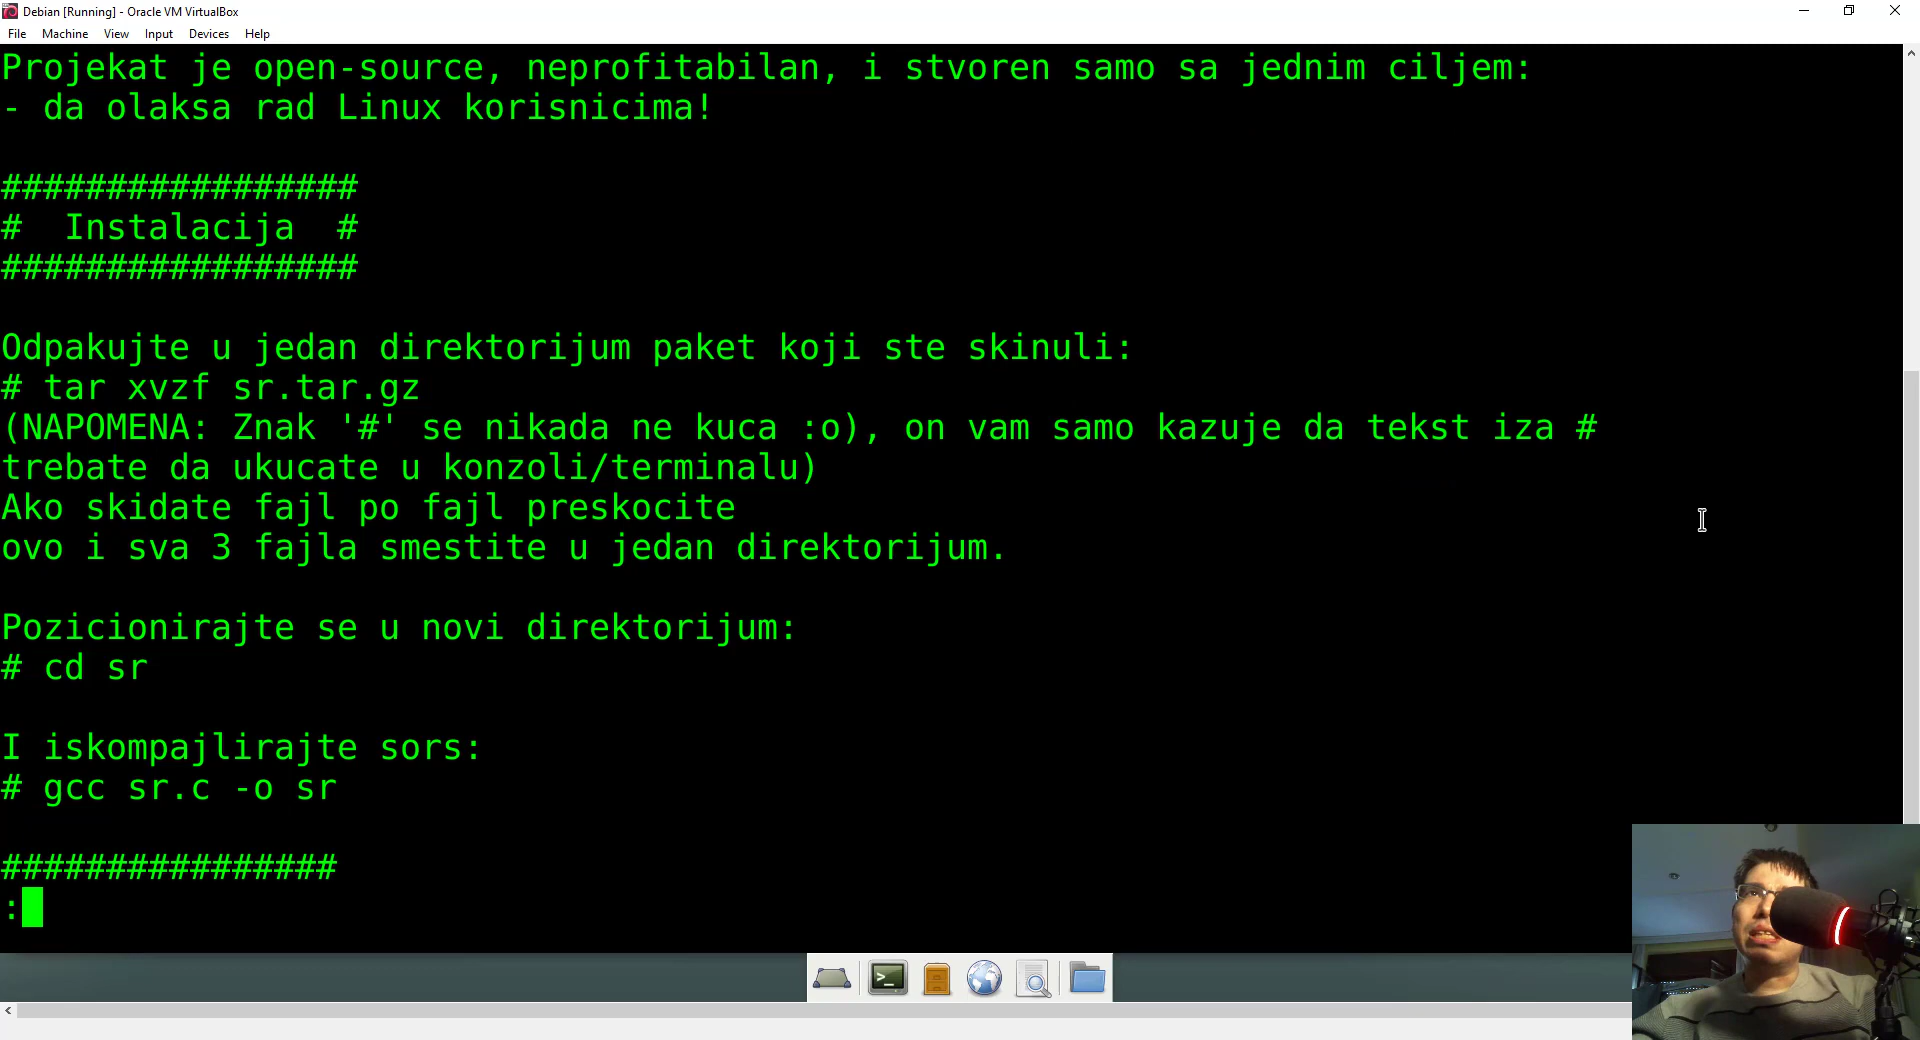 Debian [Running] - Oracle VM VirtualBox
File Machine View Input Devices Help
Projekat je open-source, neprofitabilan, i stvoren samo sa jednim ciljem:
- da olaksa rad Linux korisnicima!
#################
#  Instalacija  #
#################
Odpakujte u jedan direktorijum paket koji ste skinuli:
# tar xvzf sr.tar.gz
(NAPOMENA: Znak '#' se nikada ne kuca :o), on vam samo kazuje da tekst iza #
trebate da ukucate u konzoli/terminalu)
Ako skidate fajl po fajl preskocite
ovo i sva 3 fajla smestite u jedan direktorijum.
Pozicionirajte se u novi direktorijum:
# cd sr
I iskompajlirajte sors:
# gcc sr.c -o sr
################
: